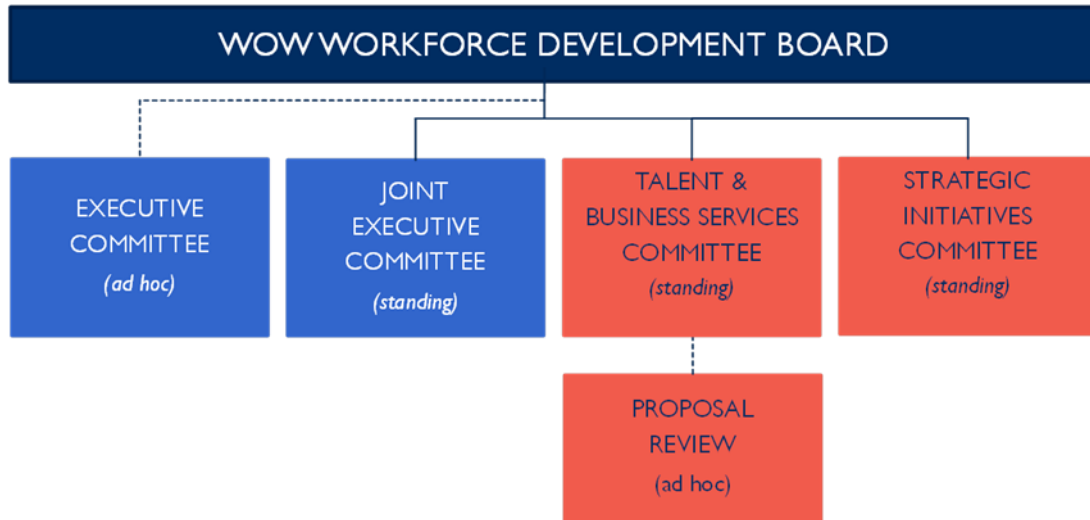 WOW WORKFORCE DEVELOPMENT BOARD
EXECUTIVE
COMMITTEE
(ad hoc)
JOINT
EXECUTIVE
COMMITTEE
(standing)
TALENT &
BUSINESS SERVICES
COMMITTEE
(standing)
STRATEGIC
INITIATIVES
COMMITTEE
(standing)
PROPOSAL
REVIEW
(ad hoc)